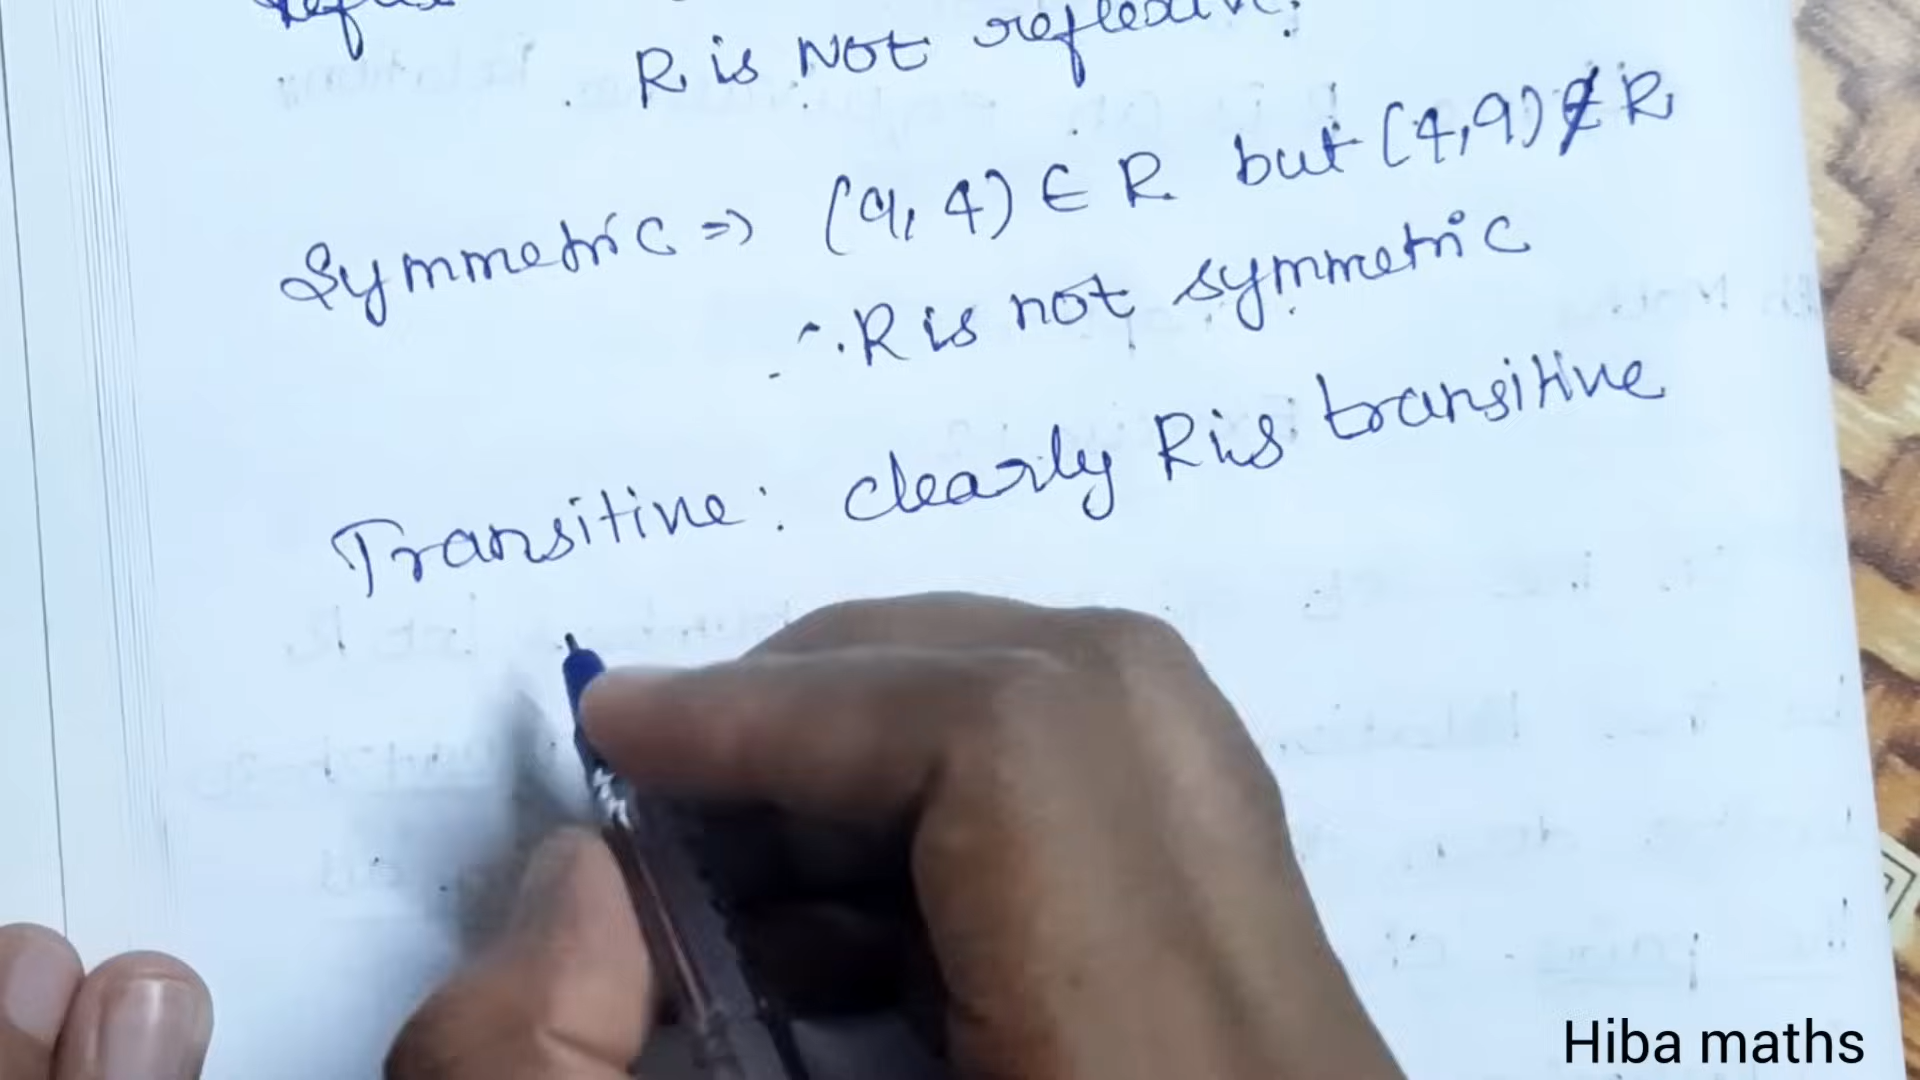 R is NOT reflexive.
Symmetric => (9, 4) ∈ R but (4,9) ∉ R
∴ R is not symmetric
Transitive: clearly R is transitive
Hiba maths